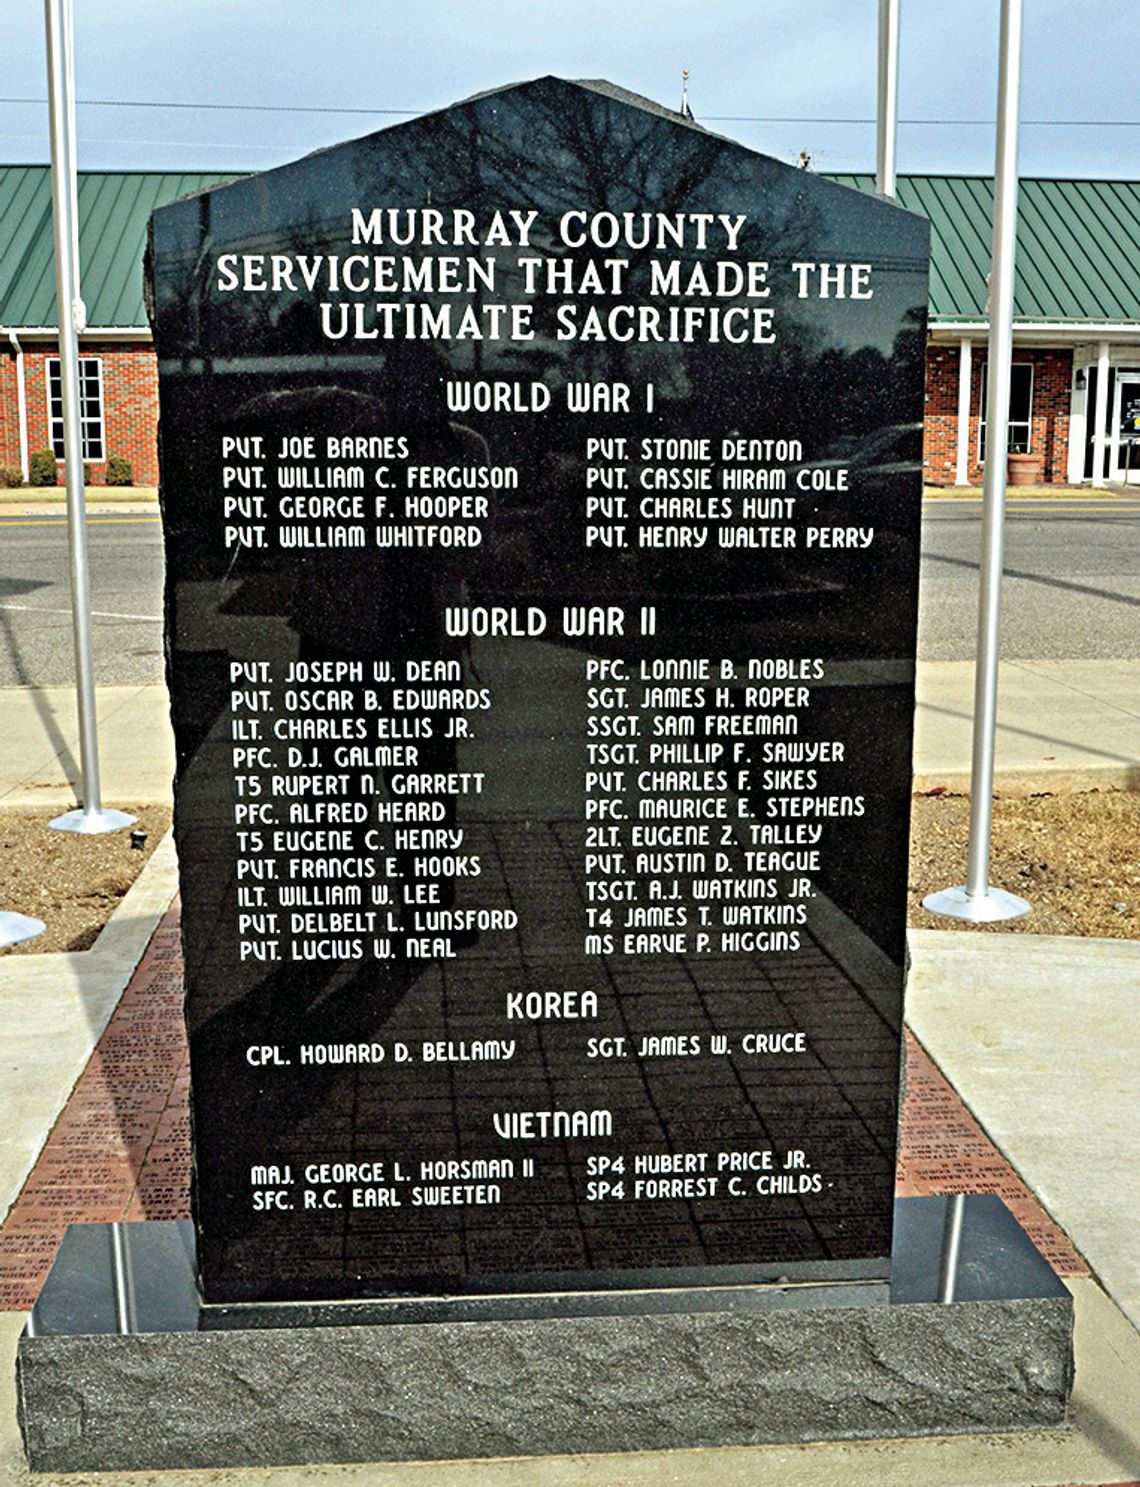 MURRAY COUNTY
SERVICEMEN THAT MADE THE
ULTIMATE SACRIFICE
WORLD WAR I
PVT. JOE BARNES
PVT. WILLIAM C. FERGUSON
PVT. GEORGE F. HOOPER
PVT. WILLIAM WHITFORD
PVT. STONIE DENTON
PVT. CASSIE HIRAM COLE
PVT. CHARLES HUNT
PVT. HENRY WALTER PERRY
WORLD WAR II
PVT. JOSEPH W. DEAN
PVT. OSCAR B. EDWARDS
1LT. CHARLES ELLIS JR.
PFC. D.J. GALMER
T5 RUPERT N. GARRETT
PFC. ALFRED HEARD
T5 EUGENE C. HENRY
PVT. FRANCIS E. HOOKS
1LT. WILLIAM W. LEE
PVT. DELBELT L. LUNSFORD
PVT. LUCIUS W. NEAL
PFC. LONNIE B. NOBLES
SGT. JAMES H. ROPER
SSGT. SAM FREEMAN
TSGT. PHILLIP F. SAWYER
PVT. CHARLES F. SIKES
PFC. MAURICE E. STEPHENS
2LT. EUGENE Z. TALLEY
PVT. AUSTIN D. TEAGUE
TSGT. A.J. WATKINS JR.
T4 JAMES T. WATKINS
MS EARVE P. HIGGINS
KOREA
CPL. HOWARD D. BELLAMY
SGT. JAMES W. CRUCE
VIETNAM
MAJ. GEORGE L. HORSMAN II
SFC. R.C. EARL SWEETEN
SP4 HUBERT PRICE JR.
SP4 FORREST C. CHILDS